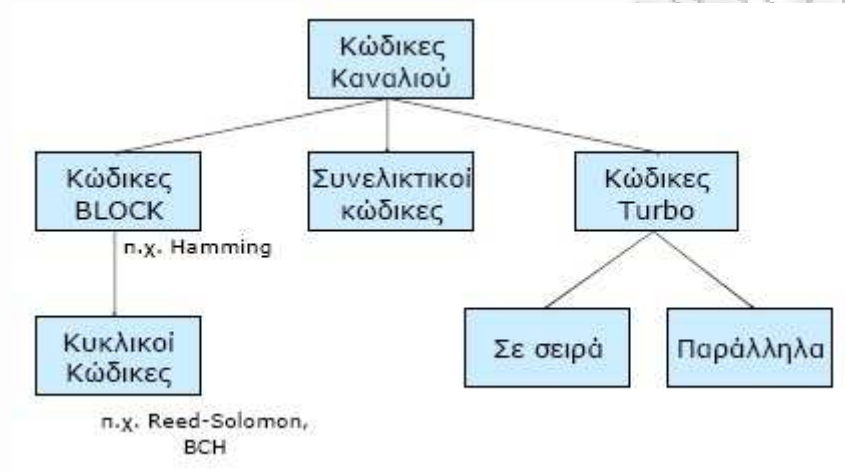 Κώδικες
Καναλιού
Κώδικες
BLOCK
Συνελικτικοί
κώδικες
Κώδικες
Turbo
π.χ. Hamming
Κυκλικοί
Κώδικες
Σε σειρά
Παράλληλα
π.χ. Reed-Solomon,
BCH